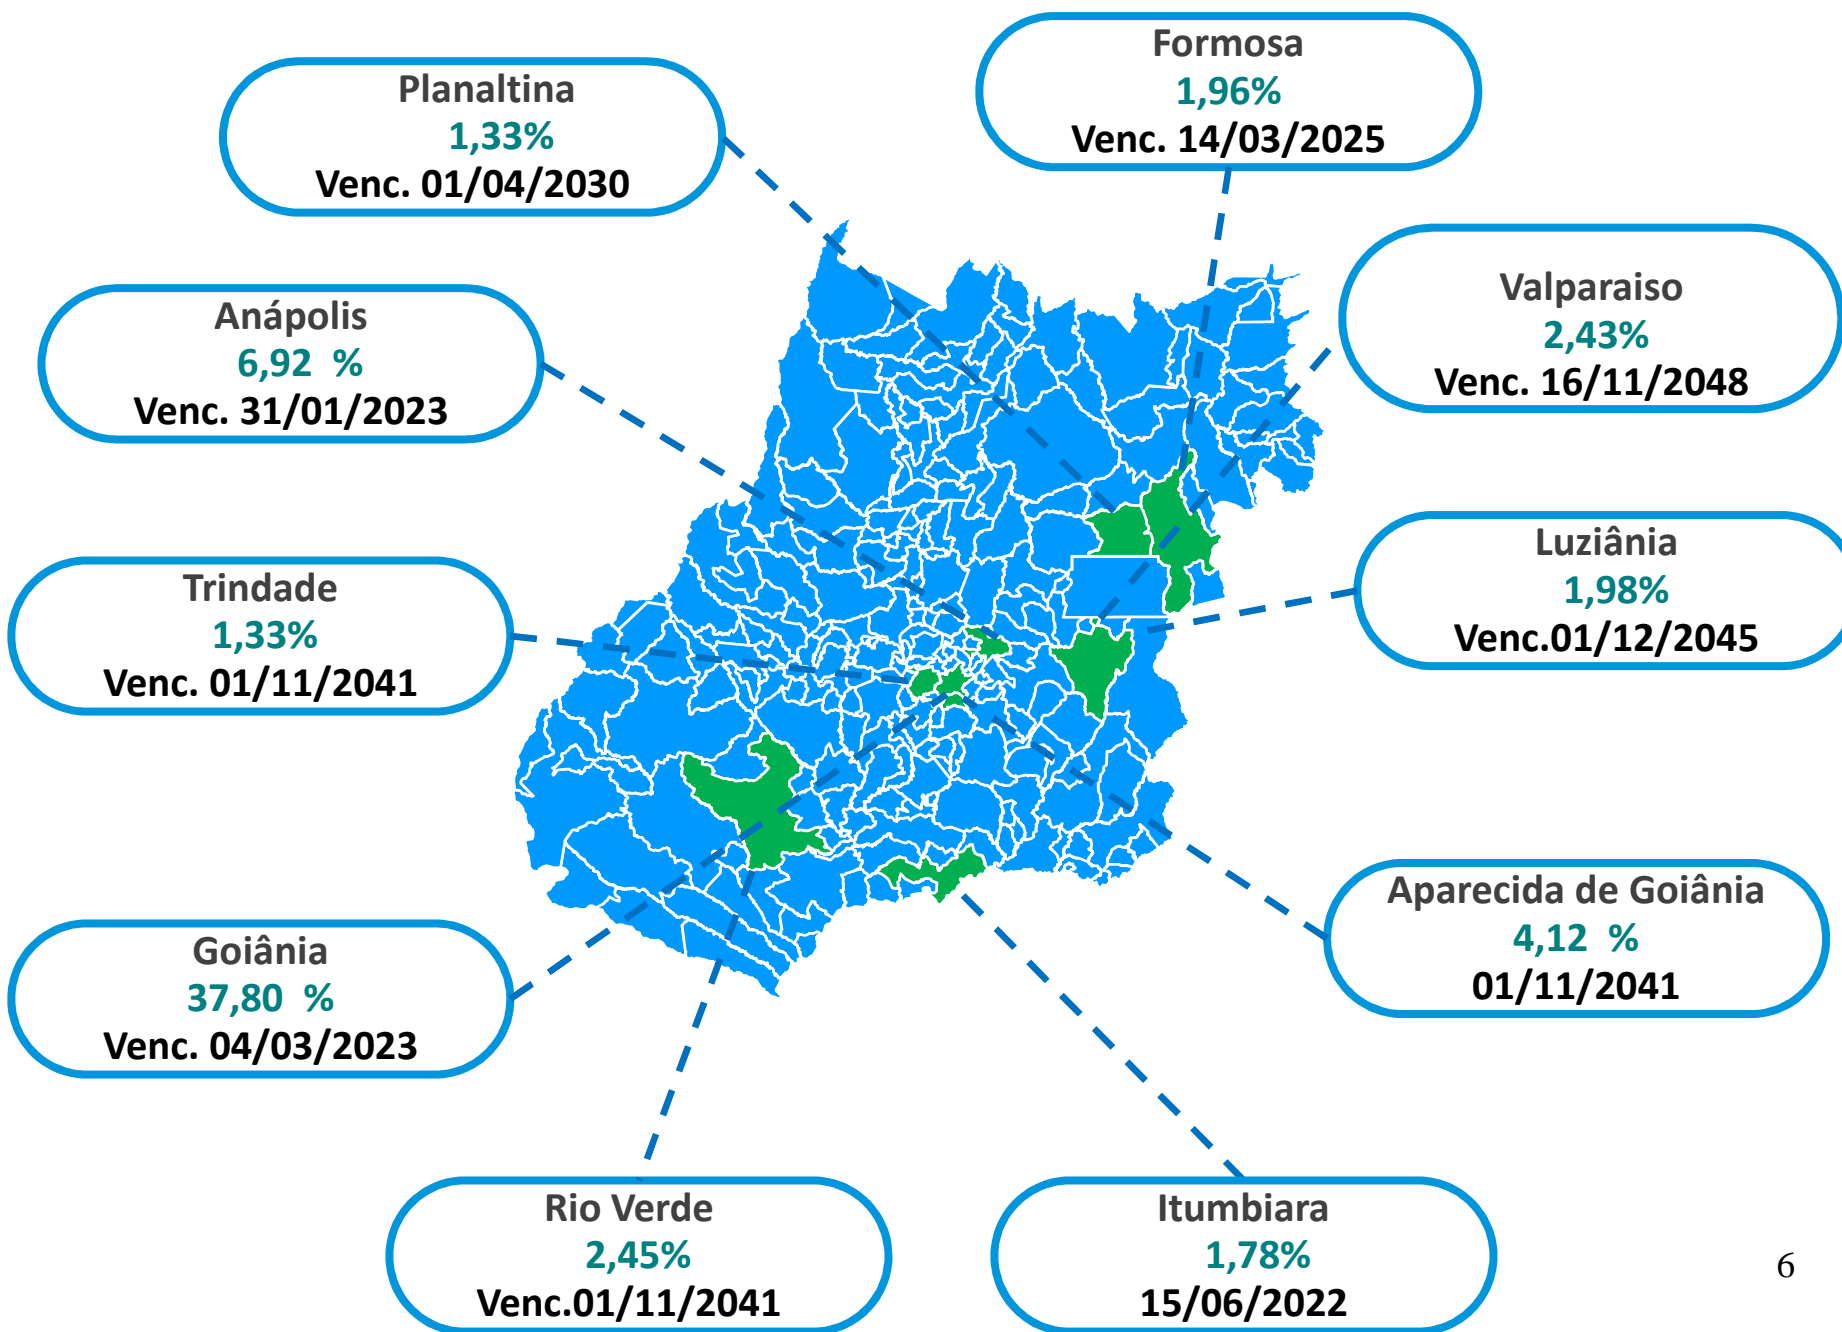 Formosa
1,96%
Venc. 14/03/2025
Planaltina
1,33%
Venc. 01/04/2030
Valparaiso
2,43%
Venc. 16/11/2048
Anápolis
6,92 %
Venc. 31/01/2023
Luziânia
1,98%
Venc.01/12/2045
Trindade
1,33%
Venc. 01/11/2041
Aparecida de Goiânia
4,12 %
01/11/2041
Goiânia
37,80 %
Venc. 04/03/2023
Rio Verde
2,45%
Venc.01/11/2041
Itumbiara
1,78%
15/06/2022
6